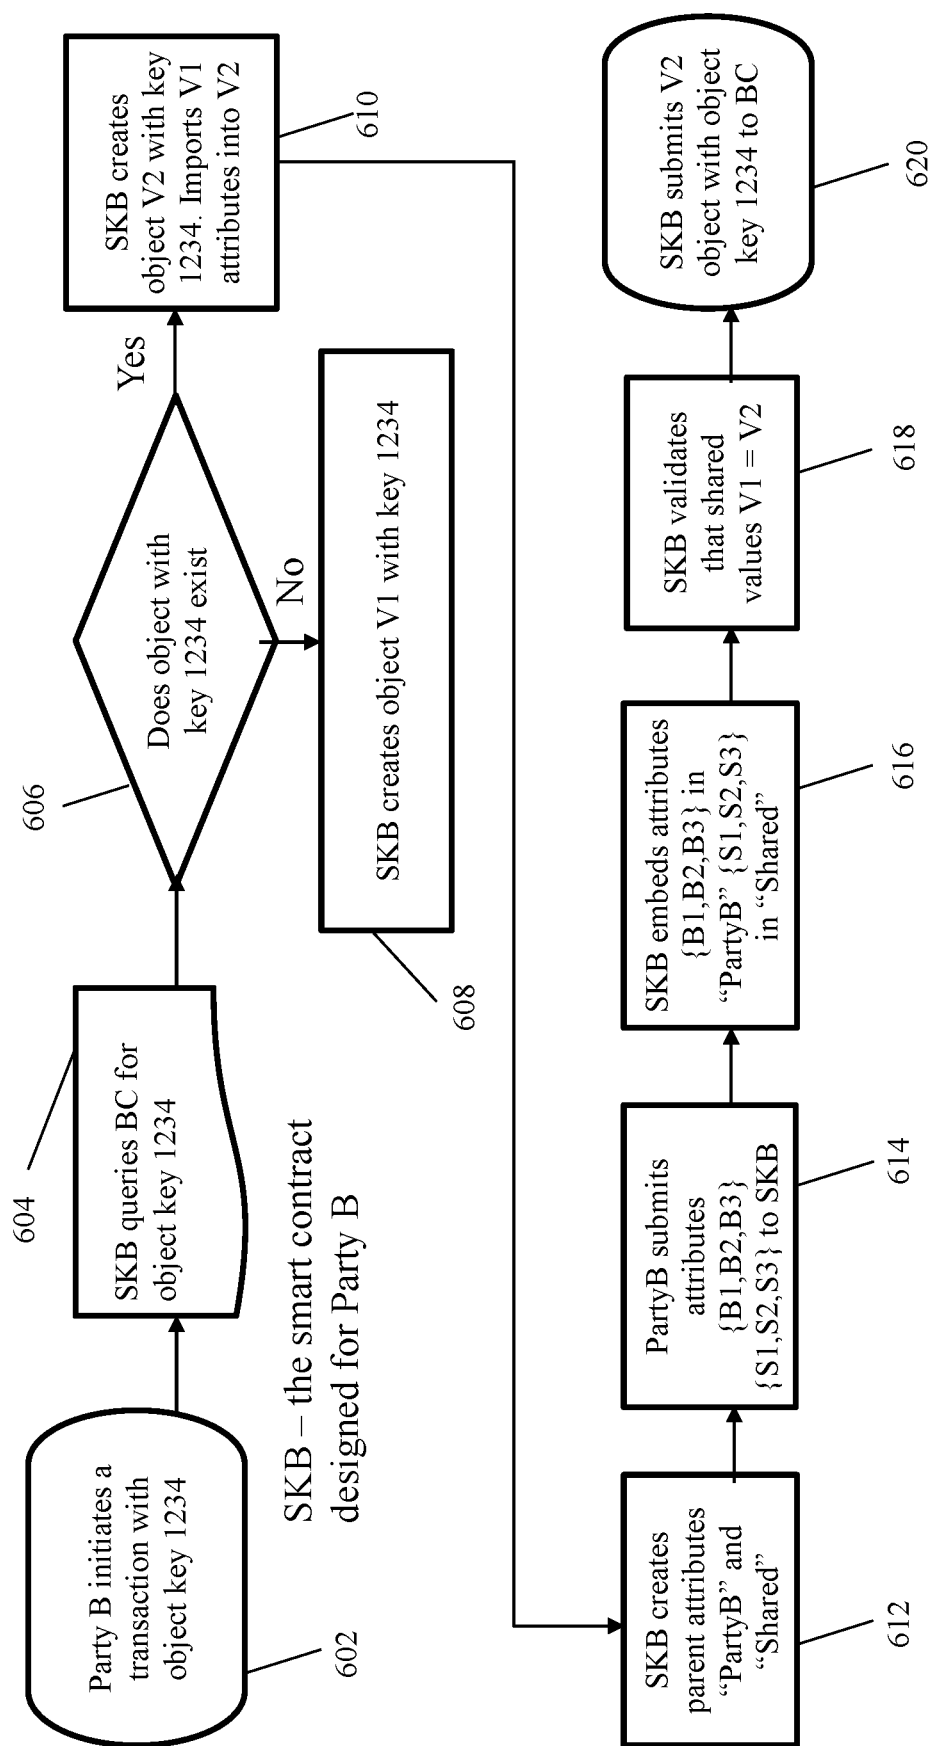 Party B initiates a
transaction with
object key 1234
602
SKB queries BC for
object key 1234
604
Does object with
key 1234 exist
606
Yes
No
SKB creates
object V2 with key
1234. Imports V1
attributes into V2
610
SKB creates object V1 with key 1234
608
SKB – the smart contract
designed for Party B
SKB creates
parent attributes
“PartyB” and
“Shared”
612
PartyB submits
attributes
{B1,B2,B3}
{S1,S2,S3} to SKB
614
SKB embeds attributes
{B1,B2,B3} in
“PartyB” {S1,S2,S3}
in “Shared”
616
SKB validates
that shared
values V1 = V2
618
SKB submits V2
object with object
key 1234 to BC
620